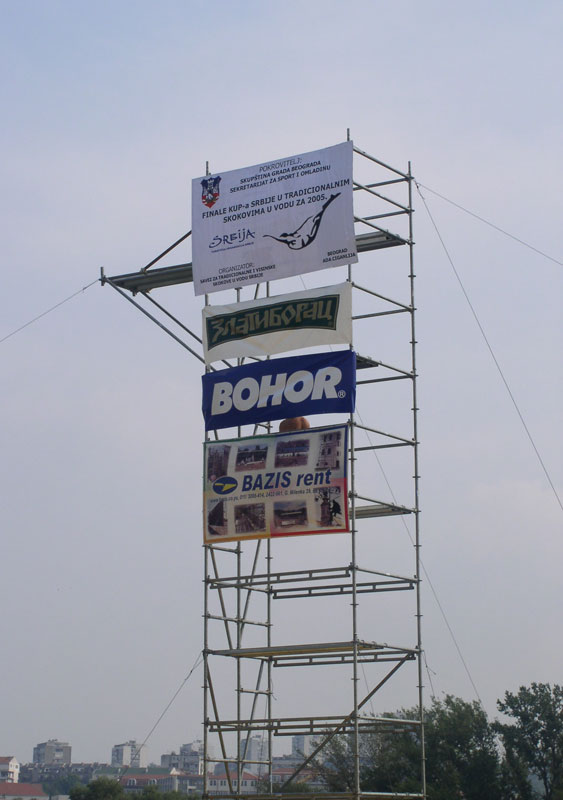 POKROVITELJ:
SKUPŠTINA GRADA BEOGRADA
SEKRETARIJAT ZA SPORT I OMLADINU
FINALE KUP-a SRBIJE U TRADICIONALNIM
SKOKOVIMA U VODU ZA 2005.
SRBIJA
BEOGRAD
ADA CIGANLIJA
ORGANIZATOR:
SAVEZ ZA TRADICIONALNE I VISINSKE
SKOKOVE U VODU SRBIJE
ЗЛАТИБОРАЦ
BOHOR®
BAZIS rent